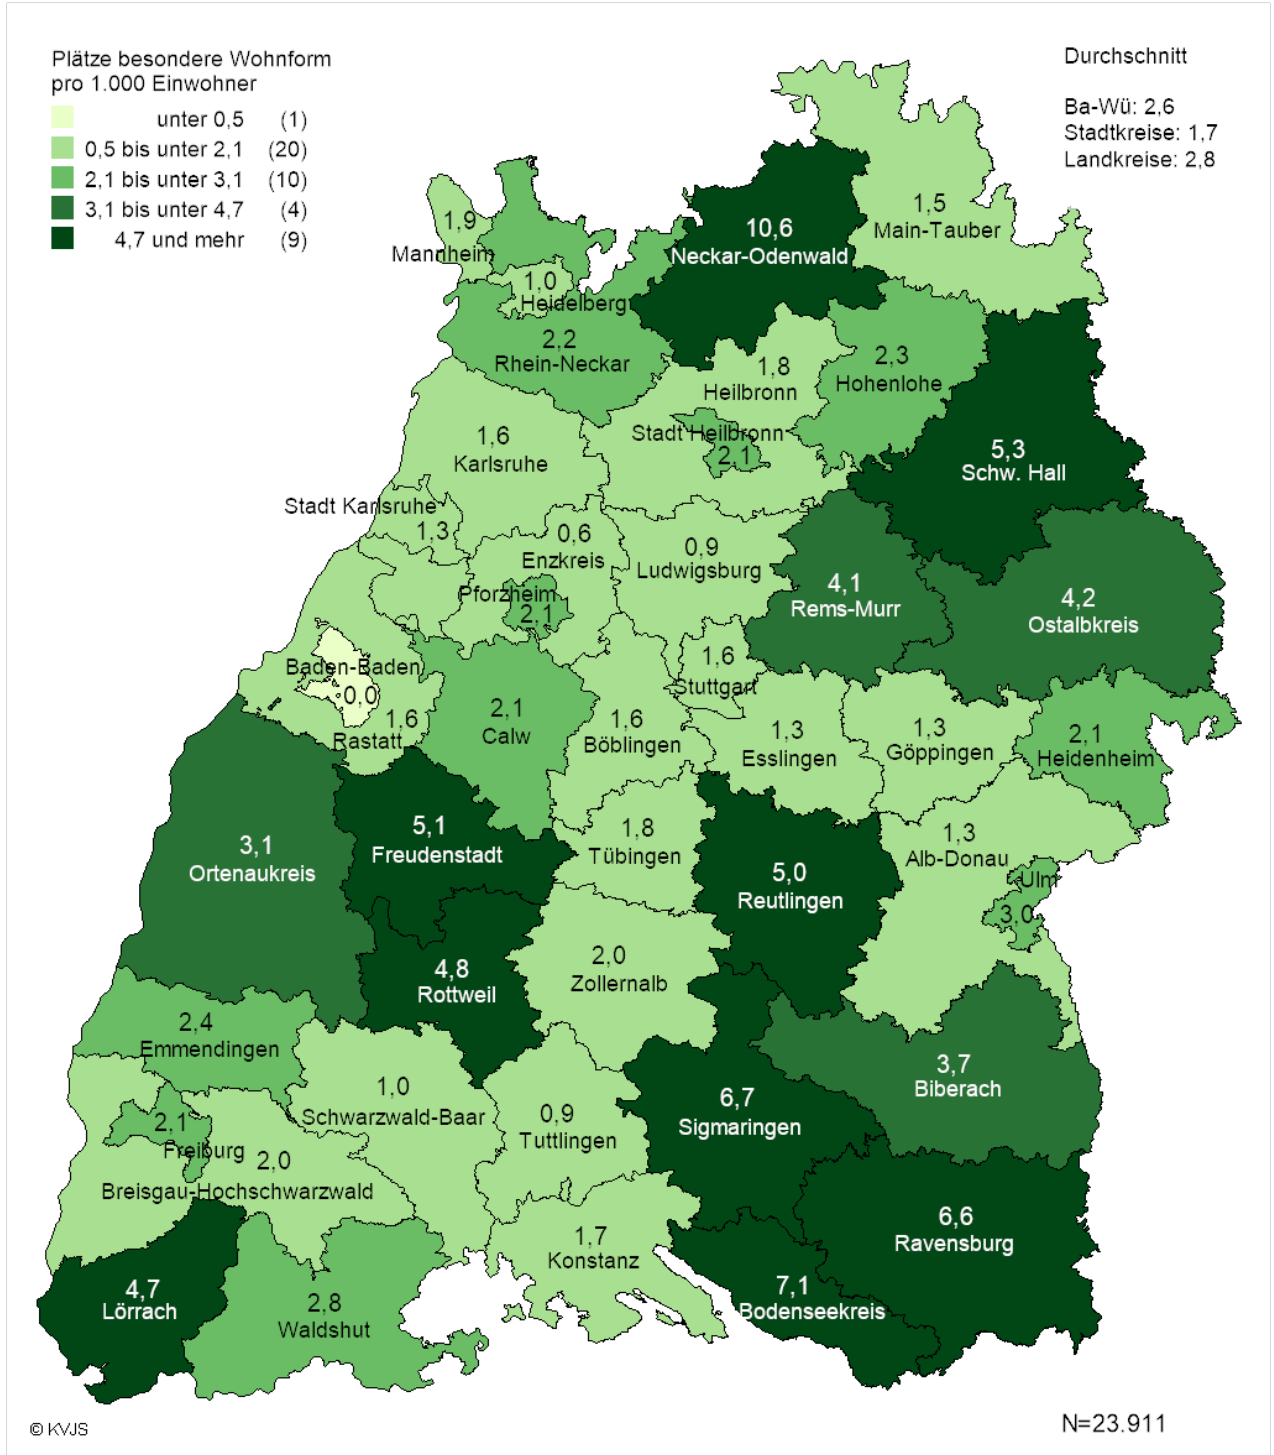 Plätze besondere Wohnform
pro 1.000 Einwohner
unter 0,5 (1)
0,5 bis unter 2,1 (20)
2,1 bis unter 3,1 (10)
3,1 bis unter 4,7 (4)
4,7 und mehr (9)
Durchschnitt
Ba-Wü: 2,6
Stadtkreise: 1,7
Landkreise: 2,8
1,5
Main-Tauber
1,9
Mannheim
10,6
Neckar-Odenwald
1,0
Heidelberg
2,2
Rhein-Neckar
1,8
Heilbronn
2,3
Hohenlohe
Stadt Heilbronn
2,1
1,6
Karlsruhe
5,3
Schw. Hall
Stadt Karlsruhe
1,3
0,6
Enzkreis
0,9
Ludwigsburg
Pforzheim
2,1
4,1
Rems-Murr
4,2
Ostalbkreis
Baden-Baden
0,0
1,6
Stuttgart
1,6
Rastatt
2,1
Calw
1,6
Böblingen
1,3
Esslingen
1,3
Göppingen
2,1
Heidenheim
3,1
Ortenaukreis
5,1
Freudenstadt
1,8
Tübingen
5,0
Reutlingen
1,3
Alb-Donau
Ulm
3,0
4,8
Rottweil
2,0
Zollernalb
2,4
Emmendingen
1,0
Schwarzwald-Baar
0,9
Tuttlingen
6,7
Sigmaringen
3,7
Biberach
2,1
Freiburg
2,0
Breisgau-Hochschwarzwald
1,7
Konstanz
6,6
Ravensburg
4,7
Lörrach
2,8
Waldshut
7,1
Bodenseekreis
© KVJS
N=23.911